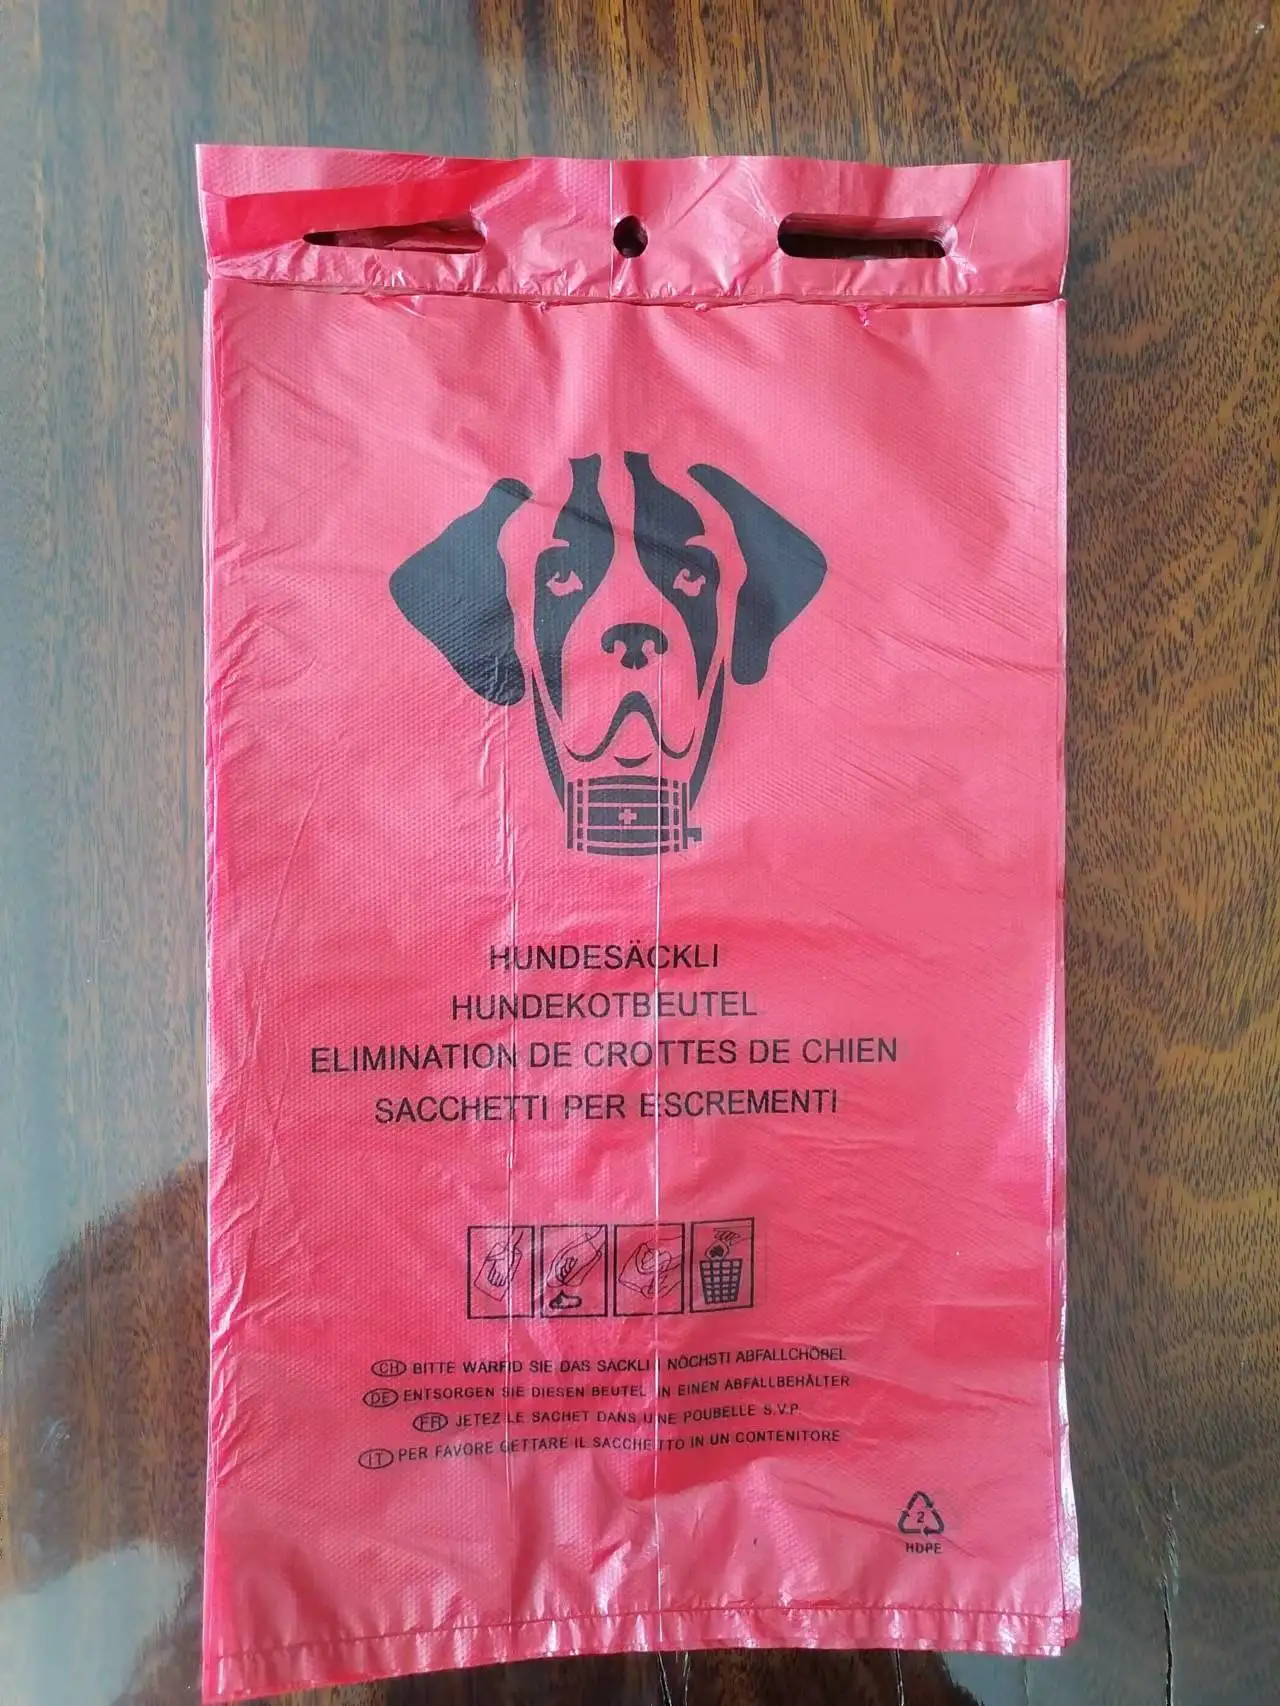 HUNDESÄCKLI
HUNDEKOTBEUTEL
ELIMINATION DE CROTTES DE CHIEN
SACCHETTI PER ESCREMENTI
CH BITTE WÄRFID SIE DAS SÄCKLI I NÖCHSTI ABFALLCHÖBEL
DE ENTSORGEN SIE DIESEN BEUTEL IN EINEN ABFALLBEHÄLTER
FR JETEZ LE SACHET DANS UNE POUBELLE S.V.P.
IT PER FAVORE GETTARE IL SACCHETTO IN UN CONTENITORE
2
HDPE